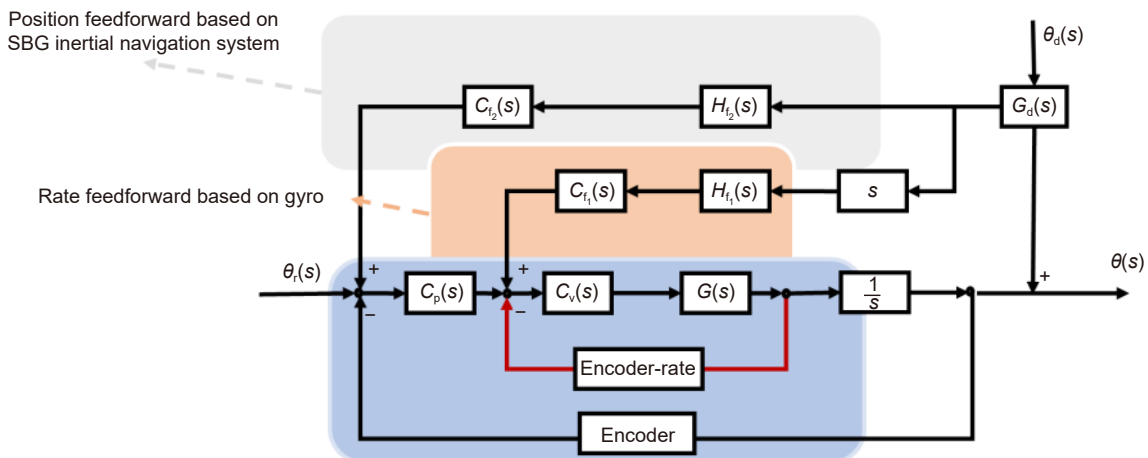 Position feedforward based on
SBG inertial navigation system
θd(s)
Cf2(s)
Hf2(s)
Gd(s)
Rate feedforward based on gyro
Cf1(s)
Hf1(s)
s
θr(s)
+
+
+
θ(s)
Cp(s)
Cv(s)
G(s)
1/s
−
−
Encoder-rate
Encoder